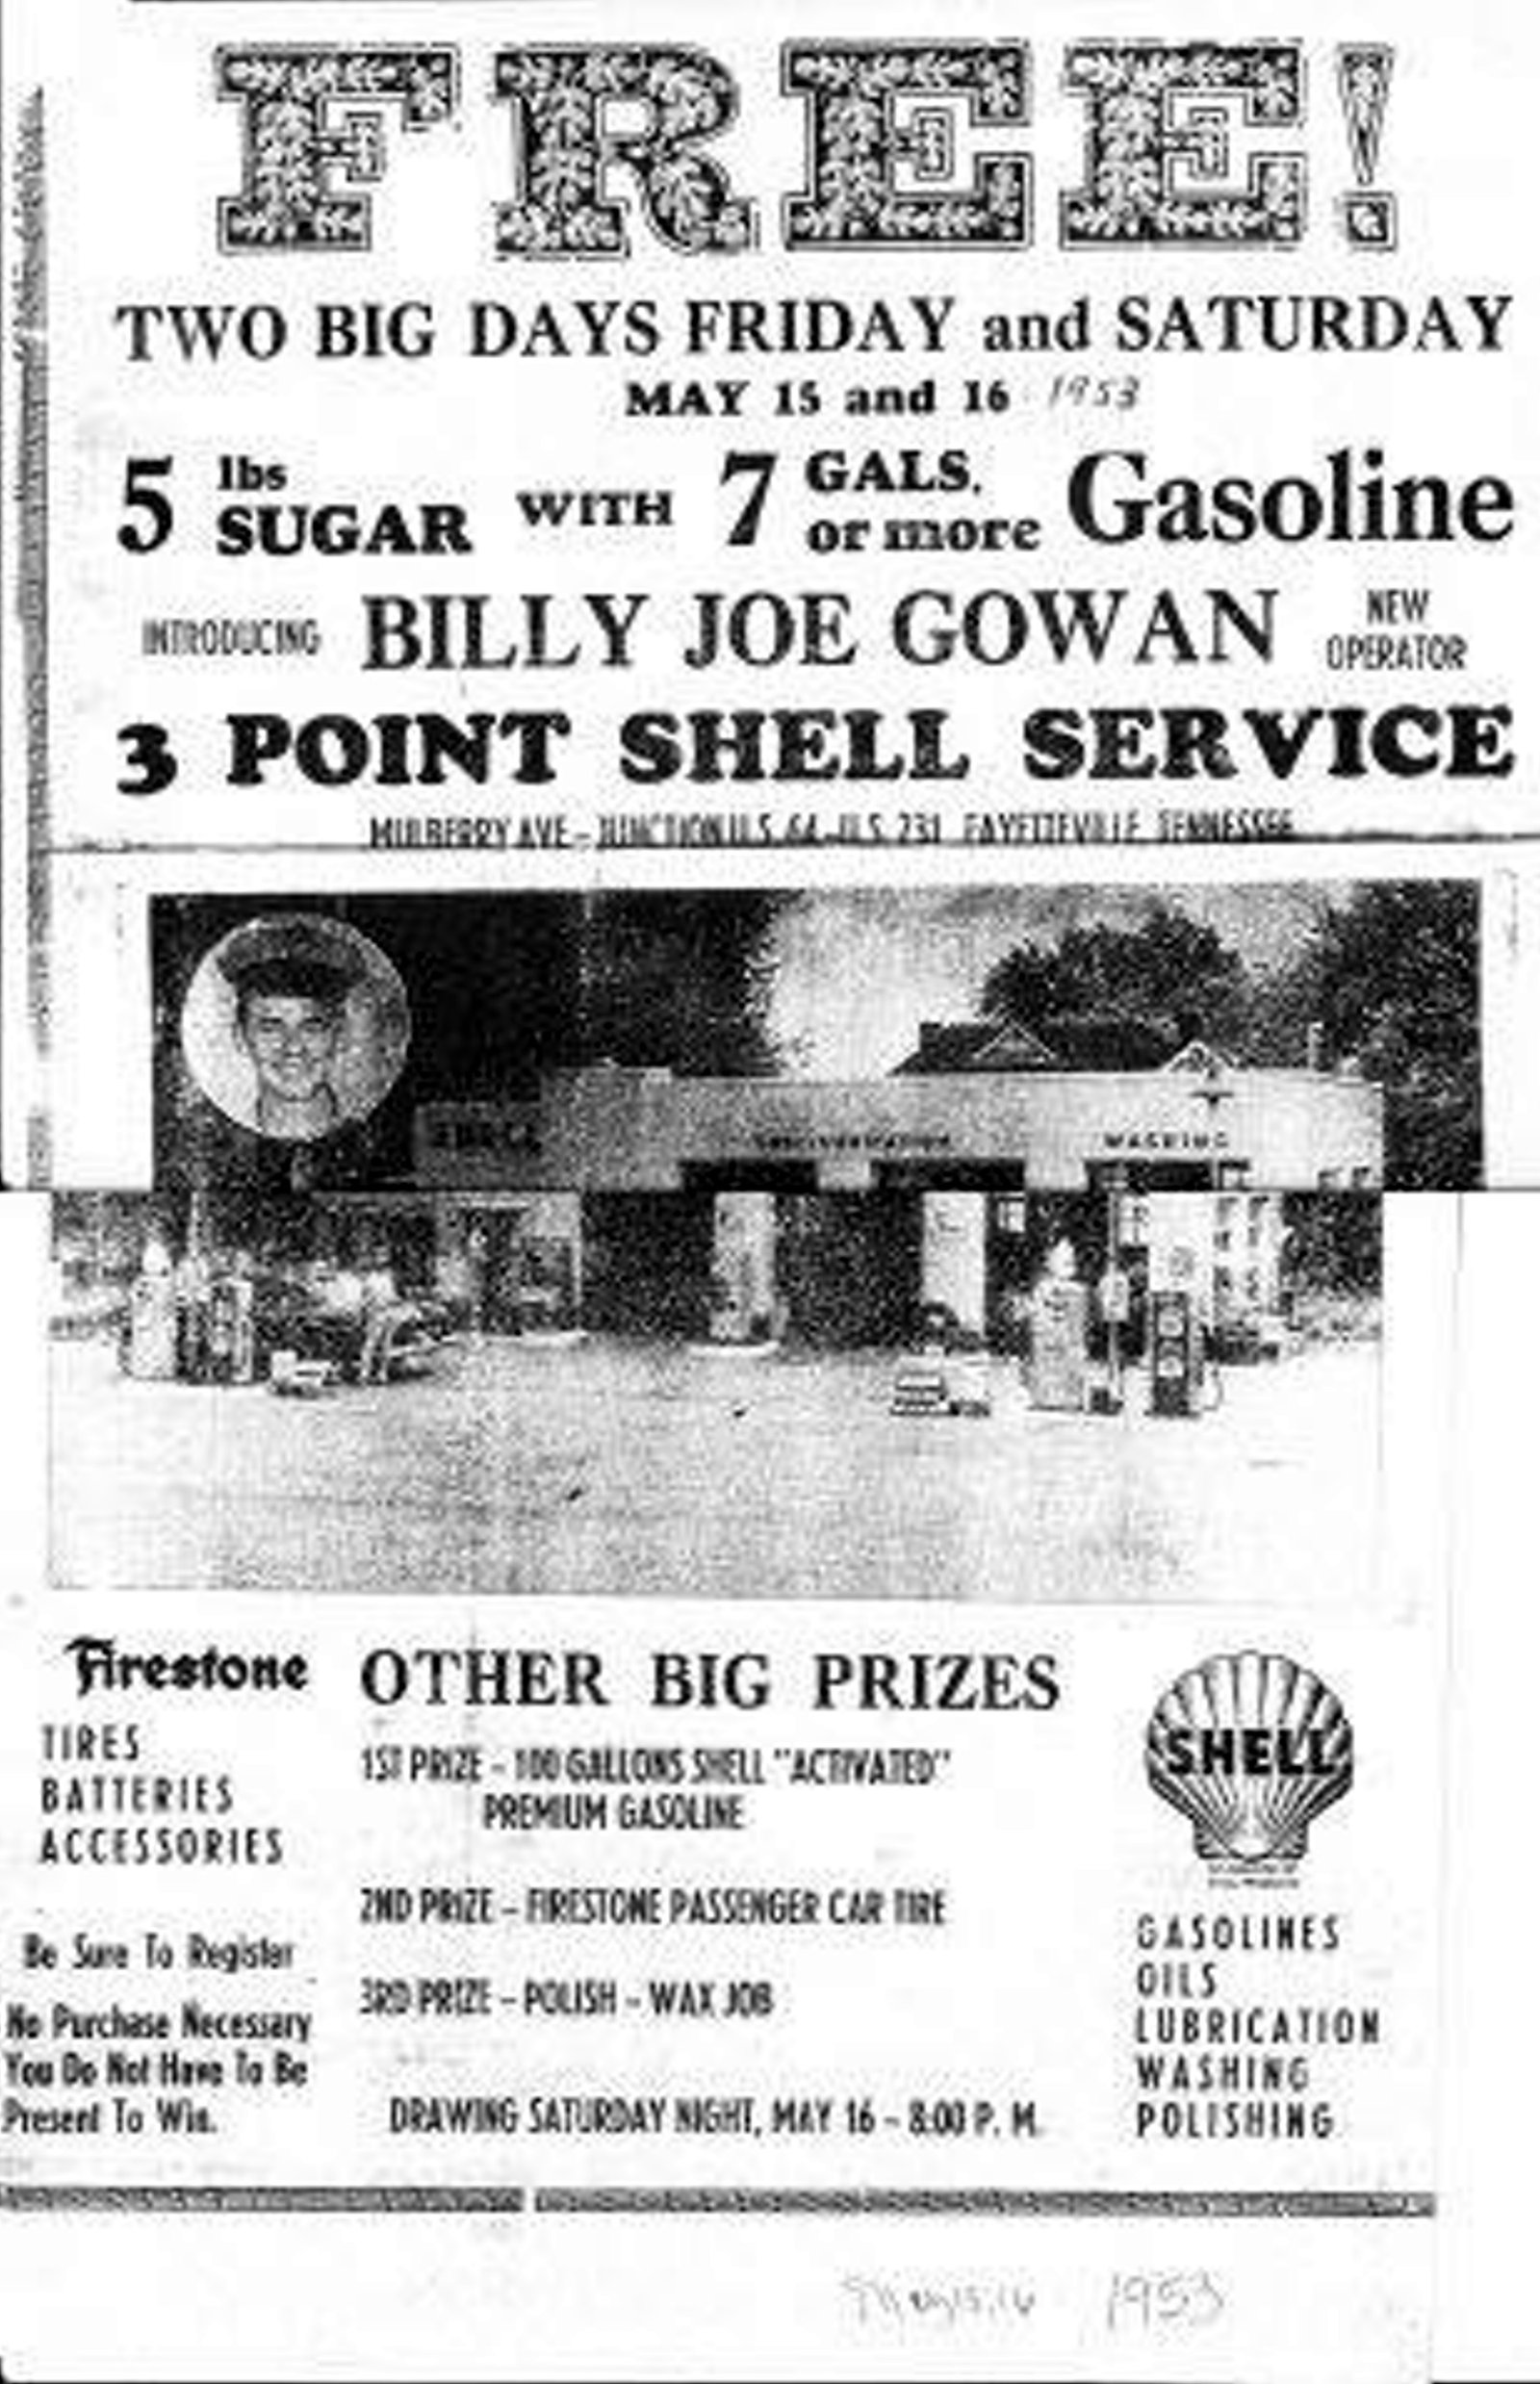 FREE!
TWO BIG DAYS FRIDAY and SATURDAY
MAY 15 and 16 1953
5 lbs SUGAR WITH 7 GALS. or more Gasoline
INTRODUCING BILLY JOE GOWAN NEW OPERATOR
3 POINT SHELL SERVICE
MULBERRY AVE - JUNCTION U.S. 64 - U.S. 231 FAYETTEVILLE, TENNESSEE
SHELL
WASHING
Firestone
TIRES
BATTERIES
ACCESSORIES
Be Sure To Register
No Purchase Necessary
You Do Not Have To Be
Present To Win.
OTHER BIG PRIZES
1ST PRIZE - 100 GALLONS SHELL "ACTIVATED"
PREMIUM GASOLINE
2ND PRIZE - FIRESTONE PASSENGER CAR TIRE
3RD PRIZE - POLISH - WAX JOB
DRAWING SATURDAY NIGHT, MAY 16 - 8:00 P. M.
SHELL
GASOLINES
OILS
LUBRICATION
WASHING
POLISHING
May 15, 16 1953